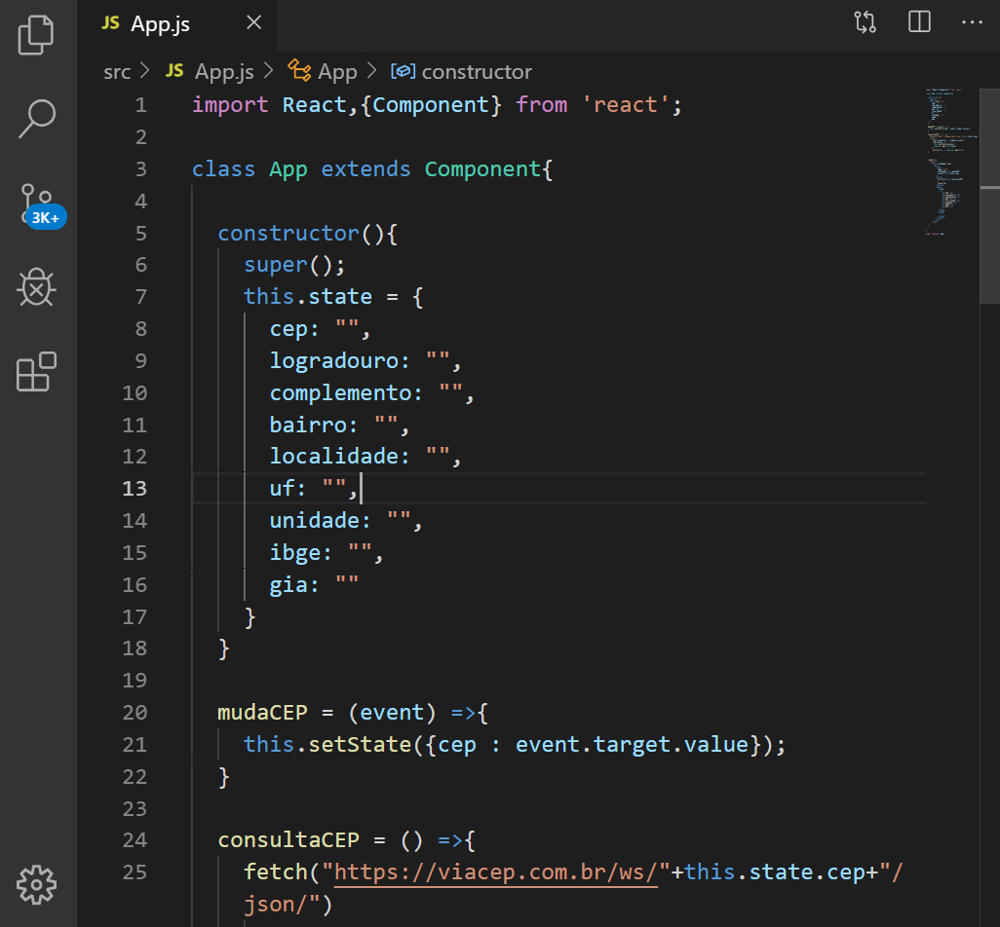 JS App.js
src > JS App.js > App > constructor
1 import React,{Component} from 'react';
2
3 class App extends Component{
4
5 constructor(){
6 super();
7 this.state = {
8 cep: "",
9 logradouro: "",
10 complemento: "",
11 bairro: "",
12 localidade: "",
13 uf: "",
14 unidade: "",
15 ibge: "",
16 gia: ""
17 }
18 }
19
20 mudaCEP = (event) =>{
21 this.setState({cep : event.target.value});
22 }
23
24 consultaCEP = () =>{
25 fetch("https://viacep.com.br/ws/"+this.state.cep+"/
json/")
3K+